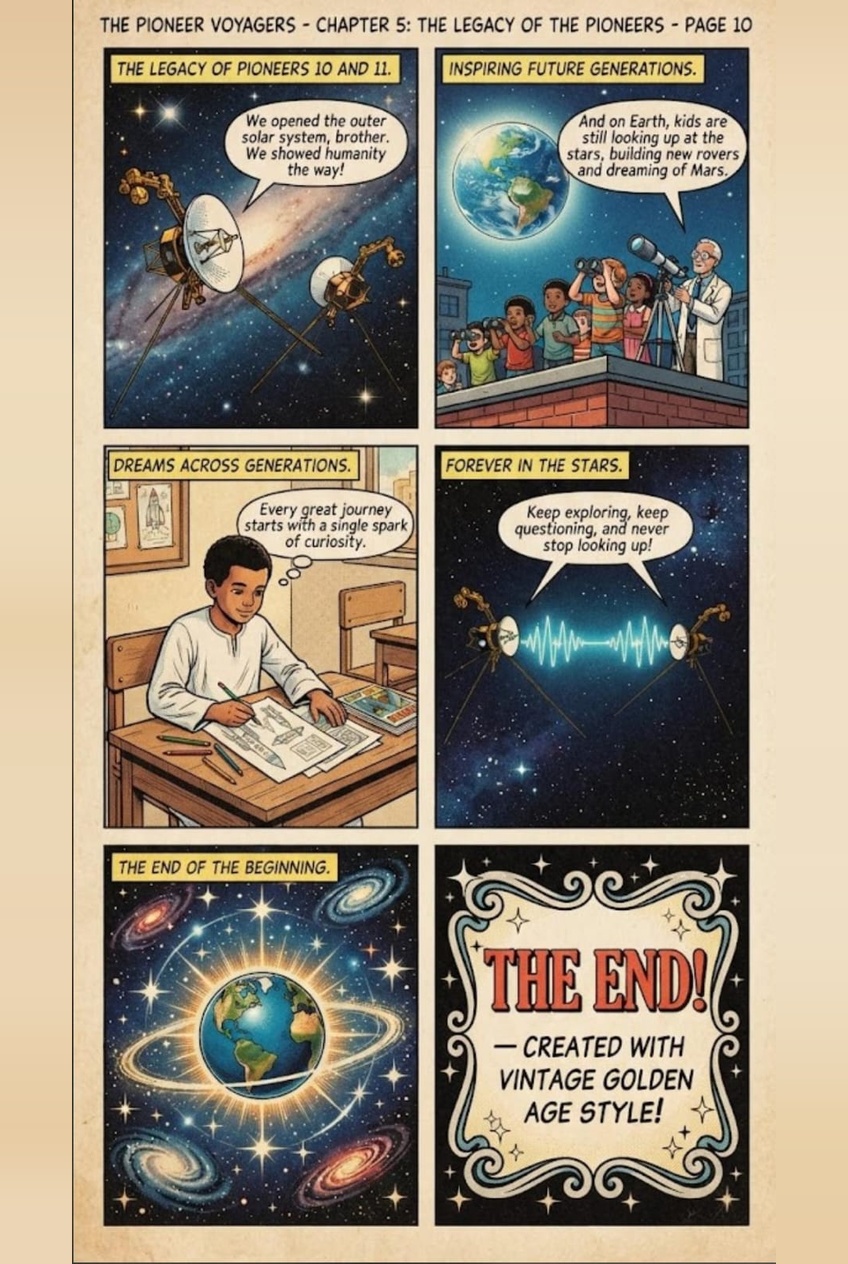 THE PIONEER VOYAGERS - CHAPTER 5: THE LEGACY OF THE PIONEERS - PAGE 10
THE LEGACY OF PIONEERS 10 AND 11.
We opened the outer
solar system, brother.
We showed humanity
the way!
INSPIRING FUTURE GENERATIONS.
And on Earth, kids are
still looking up at the
stars, building new rovers
and dreaming of Mars.
DREAMS ACROSS GENERATIONS.
Every great journey
starts with a single spark
of curiosity.
FOREVER IN THE STARS.
Keep exploring, keep
questioning, and never
stop looking up!
THE END OF THE BEGINNING.
THE END!
— CREATED WITH
VINTAGE GOLDEN
AGE STYLE!